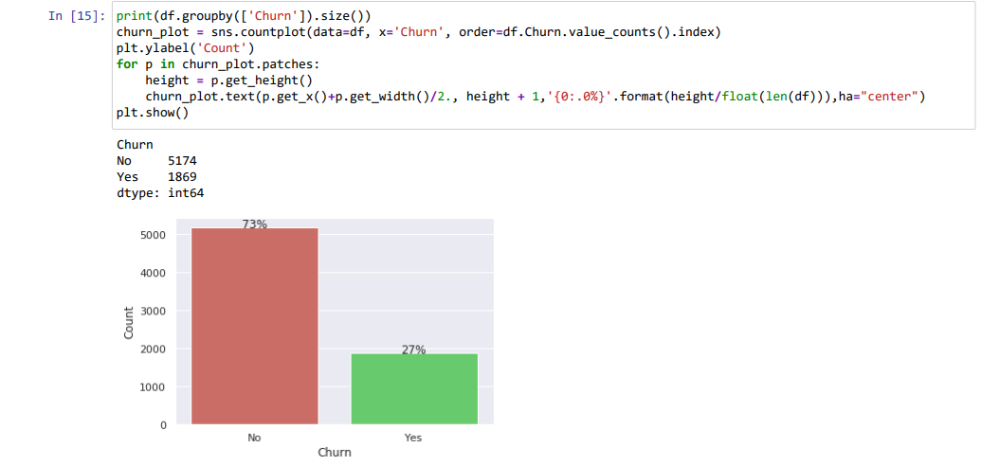 In [15]: print(df.groupby(['Churn']).size())
churn_plot = sns.countplot(data=df, x='Churn', order=df.Churn.value_counts().index)
plt.ylabel('Count')
for p in churn_plot.patches:
    height = p.get_height()
    churn_plot.text(p.get_x()+p.get_width()/2., height + 1,'{0:.0%}'.format(height/float(len(df))),ha="center")
plt.show()
Churn
No     5174
Yes    1869
dtype: int64
73%
5000
4000
3000
27%
2000
1000
0
Count
No Yes
Churn